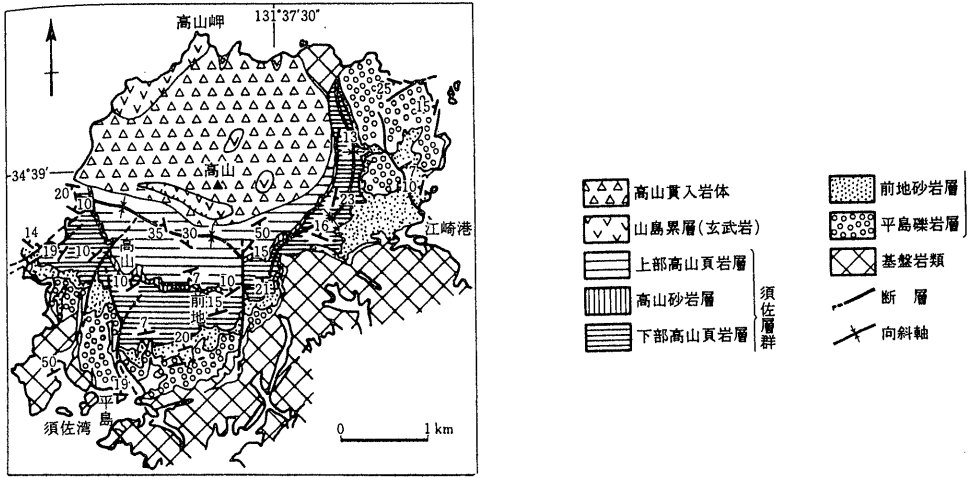 高山岬
131°37′30″
34°39′
高山
25
15
13
7
10
23
16
江崎港
20
10
14
19
10
高山
35
30
50
15
10
7
10
21
前地
15
7
20
50
19
平島
須佐湾
0 1 km
高山貫入岩体
山島累層(玄武岩)
上部高山頁岩層
高山砂岩層
下部高山頁岩層
須佐層群
前地砂岩層
平島礫岩層
基盤岩類
断層
向斜軸